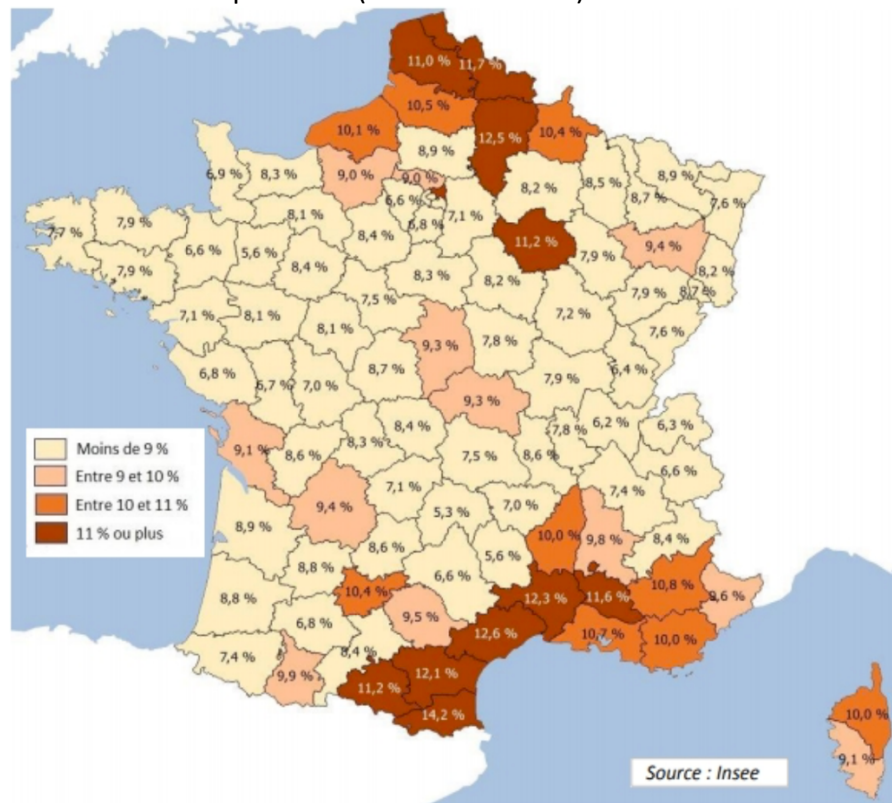 11,0 % 11,7 %
10,5 %
10,1 % 12,5 % 10,4 %
8,9 %
6,9 % 8,3 % 9,0 % 9,0 % 8,2 % 8,5 % 8,9 %
6,6 % 8,7 % 7,6 %
7,7 % 7,9 % 8,1 % 8,4 % 6,8 % 7,1 %
6,6 % 5,6 % 11,2 % 7,9 % 9,4 %
7,9 % 8,4 % 8,3 % 8,2 % 8,2 %
7,5 % 7,9 % 8,7 %
7,1 % 8,1 % 8,1 % 7,2 %
9,3 % 7,8 % 7,6 %
6,8 % 6,7 % 7,0 % 8,7 % 7,9 % 6,4 %
9,3 %
8,4 % 7,8 % 6,2 % 6,3 %
Moins de 9 %
9,1 % 8,6 % 8,3 % 7,5 % 8,6 %
Entre 9 et 10 %
6,6 %
7,1 % 7,4 %
Entre 10 et 11 %
9,4 % 5,3 % 7,0 %
11 % ou plus
8,9 % 10,0 % 9,8 % 8,4 %
8,6 % 5,6 %
8,8 % 6,6 %
8,8 % 10,4 % 12,3 % 11,6 % 10,8 % 9,6 %
6,8 % 9,5 %
12,6 % 10,7 % 10,0 %
7,4 % 8,4 %
9,9 % 11,2 % 12,1 %
14,2 %
10,0 %
9,1 %
Source : Insee